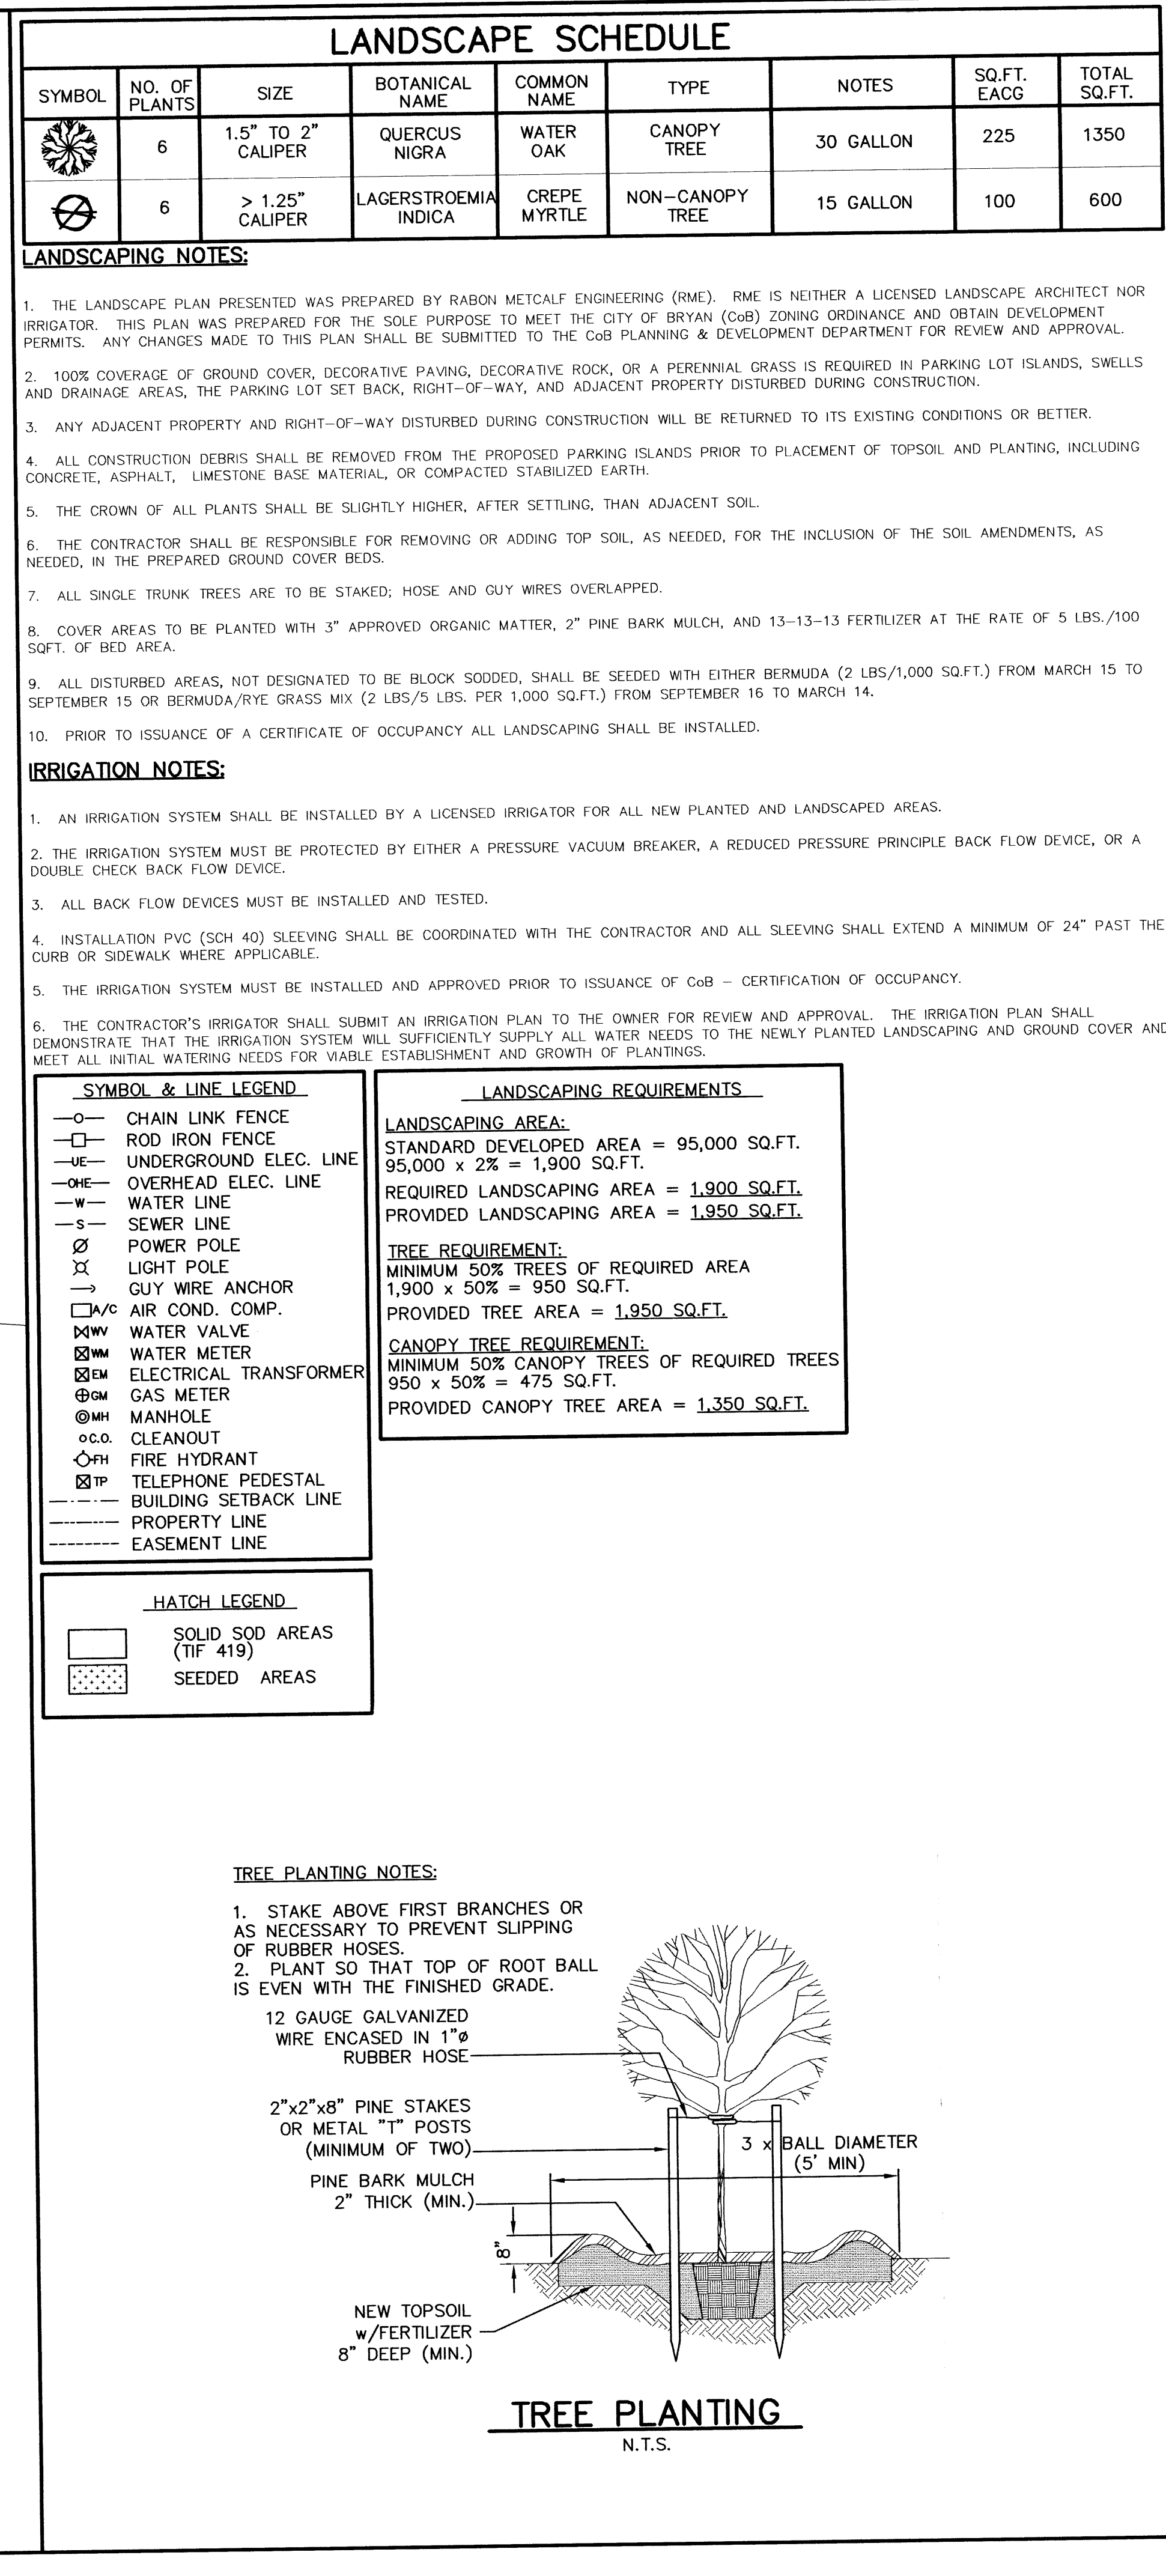 LANDSCAPE SCHEDULE
SYMBOL NO. OF PLANTS SIZE BOTANICAL NAME COMMON NAME TYPE NOTES SQ.FT. EACG TOTAL SQ.FT.
6 1.5" TO 2" CALIPER QUERCUS NIGRA WATER OAK CANOPY TREE 30 GALLON 225 1350
6 > 1.25" CALIPER LAGERSTROEMIA INDICA CREPE MYRTLE NON-CANOPY TREE 15 GALLON 100 600
LANDSCAPING NOTES:
1. THE LANDSCAPE PLAN PRESENTED WAS PREPARED BY RABON METCALF ENGINEERING (RME). RME IS NEITHER A LICENSED LANDSCAPE ARCHITECT NOR
IRRIGATOR. THIS PLAN WAS PREPARED FOR THE SOLE PURPOSE TO MEET THE CITY OF BRYAN (CoB) ZONING ORDINANCE AND OBTAIN DEVELOPMENT
PERMITS. ANY CHANGES MADE TO THIS PLAN SHALL BE SUBMITTED TO THE CoB PLANNING & DEVELOPMENT DEPARTMENT FOR REVIEW AND APPROVAL.
2. 100% COVERAGE OF GROUND COVER, DECORATIVE PAVING, DECORATIVE ROCK, OR A PERENNIAL GRASS IS REQUIRED IN PARKING LOT ISLANDS, SWELLS
AND DRAINAGE AREAS, THE PARKING LOT SET BACK, RIGHT-OF-WAY, AND ADJACENT PROPERTY DISTURBED DURING CONSTRUCTION.
3. ANY ADJACENT PROPERTY AND RIGHT-OF-WAY DISTURBED DURING CONSTRUCTION WILL BE RETURNED TO ITS EXISTING CONDITIONS OR BETTER.
4. ALL CONSTRUCTION DEBRIS SHALL BE REMOVED FROM THE PROPOSED PARKING ISLANDS PRIOR TO PLACEMENT OF TOPSOIL AND PLANTING, INCLUDING
CONCRETE, ASPHALT, LIMESTONE BASE MATERIAL, OR COMPACTED STABILIZED EARTH.
5. THE CROWN OF ALL PLANTS SHALL BE SLIGHTLY HIGHER, AFTER SETTLING, THAN ADJACENT SOIL.
6. THE CONTRACTOR SHALL BE RESPONSIBLE FOR REMOVING OR ADDING TOP SOIL, AS NEEDED, FOR THE INCLUSION OF THE SOIL AMENDMENTS, AS
NEEDED, IN THE PREPARED GROUND COVER BEDS.
7. ALL SINGLE TRUNK TREES ARE TO BE STAKED; HOSE AND GUY WIRES OVERLAPPED.
8. COVER AREAS TO BE PLANTED WITH 3" APPROVED ORGANIC MATTER, 2" PINE BARK MULCH, AND 13-13-13 FERTILIZER AT THE RATE OF 5 LBS./100
SQFT. OF BED AREA.
9. ALL DISTURBED AREAS, NOT DESIGNATED TO BE BLOCK SODDED, SHALL BE SEEDED WITH EITHER BERMUDA (2 LBS/1,000 SQ.FT.) FROM MARCH 15 TO
SEPTEMBER 15 OR BERMUDA/RYE GRASS MIX (2 LBS/5 LBS. PER 1,000 SQ.FT.) FROM SEPTEMBER 16 TO MARCH 14.
10. PRIOR TO ISSUANCE OF A CERTIFICATE OF OCCUPANCY ALL LANDSCAPING SHALL BE INSTALLED.
IRRIGATION NOTES:
1. AN IRRIGATION SYSTEM SHALL BE INSTALLED BY A LICENSED IRRIGATOR FOR ALL NEW PLANTED AND LANDSCAPED AREAS.
2. THE IRRIGATION SYSTEM MUST BE PROTECTED BY EITHER A PRESSURE VACUUM BREAKER, A REDUCED PRESSURE PRINCIPLE BACK FLOW DEVICE, OR A
DOUBLE CHECK BACK FLOW DEVICE.
3. ALL BACK FLOW DEVICES MUST BE INSTALLED AND TESTED.
4. INSTALLATION PVC (SCH 40) SLEEVING SHALL BE COORDINATED WITH THE CONTRACTOR AND ALL SLEEVING SHALL EXTEND A MINIMUM OF 24" PAST THE
CURB OR SIDEWALK WHERE APPLICABLE.
5. THE IRRIGATION SYSTEM MUST BE INSTALLED AND APPROVED PRIOR TO ISSUANCE OF CoB - CERTIFICATION OF OCCUPANCY.
6. THE CONTRACTOR'S IRRIGATOR SHALL SUBMIT AN IRRIGATION PLAN TO THE OWNER FOR REVIEW AND APPROVAL. THE IRRIGATION PLAN SHALL
DEMONSTRATE THAT THE IRRIGATION SYSTEM WILL SUFFICIENTLY SUPPLY ALL WATER NEEDS TO THE NEWLY PLANTED LANDSCAPING AND GROUND COVER AND
MEET ALL INITIAL WATERING NEEDS FOR VIABLE ESTABLISHMENT AND GROWTH OF PLANTINGS.
SYMBOL & LINE LEGEND
O CHAIN LINK FENCE
ROD IRON FENCE
UE UNDERGROUND ELEC. LINE
OHE OVERHEAD ELEC. LINE
W WATER LINE
S SEWER LINE
POWER POLE
LIGHT POLE
GUY WIRE ANCHOR
A/C AIR COND. COMP.
WV WATER VALVE
WM WATER METER
EM ELECTRICAL TRANSFORMER
GM GAS METER
MH MANHOLE
C.O. CLEANOUT
FH FIRE HYDRANT
TP TELEPHONE PEDESTAL
BUILDING SETBACK LINE
PROPERTY LINE
EASEMENT LINE
LANDSCAPING REQUIREMENTS
LANDSCAPING AREA:
STANDARD DEVELOPED AREA = 95,000 SQ.FT.
95,000 x 2% = 1,900 SQ.FT.
REQUIRED LANDSCAPING AREA = 1,900 SQ.FT.
PROVIDED LANDSCAPING AREA = 1,950 SQ.FT.
TREE REQUIREMENT:
MINIMUM 50% TREES OF REQUIRED AREA
1,900 x 50% = 950 SQ.FT.
PROVIDED TREE AREA = 1,950 SQ.FT.
CANOPY TREE REQUIREMENT:
MINIMUM 50% CANOPY TREES OF REQUIRED TREES
950 x 50% = 475 SQ.FT.
PROVIDED CANOPY TREE AREA = 1,350 SQ.FT.
HATCH LEGEND
SOLID SOD AREAS
(TIF 419)
SEEDED AREAS
TREE PLANTING NOTES:
1. STAKE ABOVE FIRST BRANCHES OR
AS NECESSARY TO PREVENT SLIPPING
OF RUBBER HOSES.
2. PLANT SO THAT TOP OF ROOT BALL
IS EVEN WITH THE FINISHED GRADE.
12 GAUGE GALVANIZED
WIRE ENCASED IN 1"ø
RUBBER HOSE
2"x2"x8" PINE STAKES
OR METAL "T" POSTS
(MINIMUM OF TWO)
3 x BALL DIAMETER
(5' MIN)
PINE BARK MULCH
2" THICK (MIN.)
8"
NEW TOPSOIL
w/FERTILIZER
8" DEEP (MIN.)
TREE PLANTING
N.T.S.